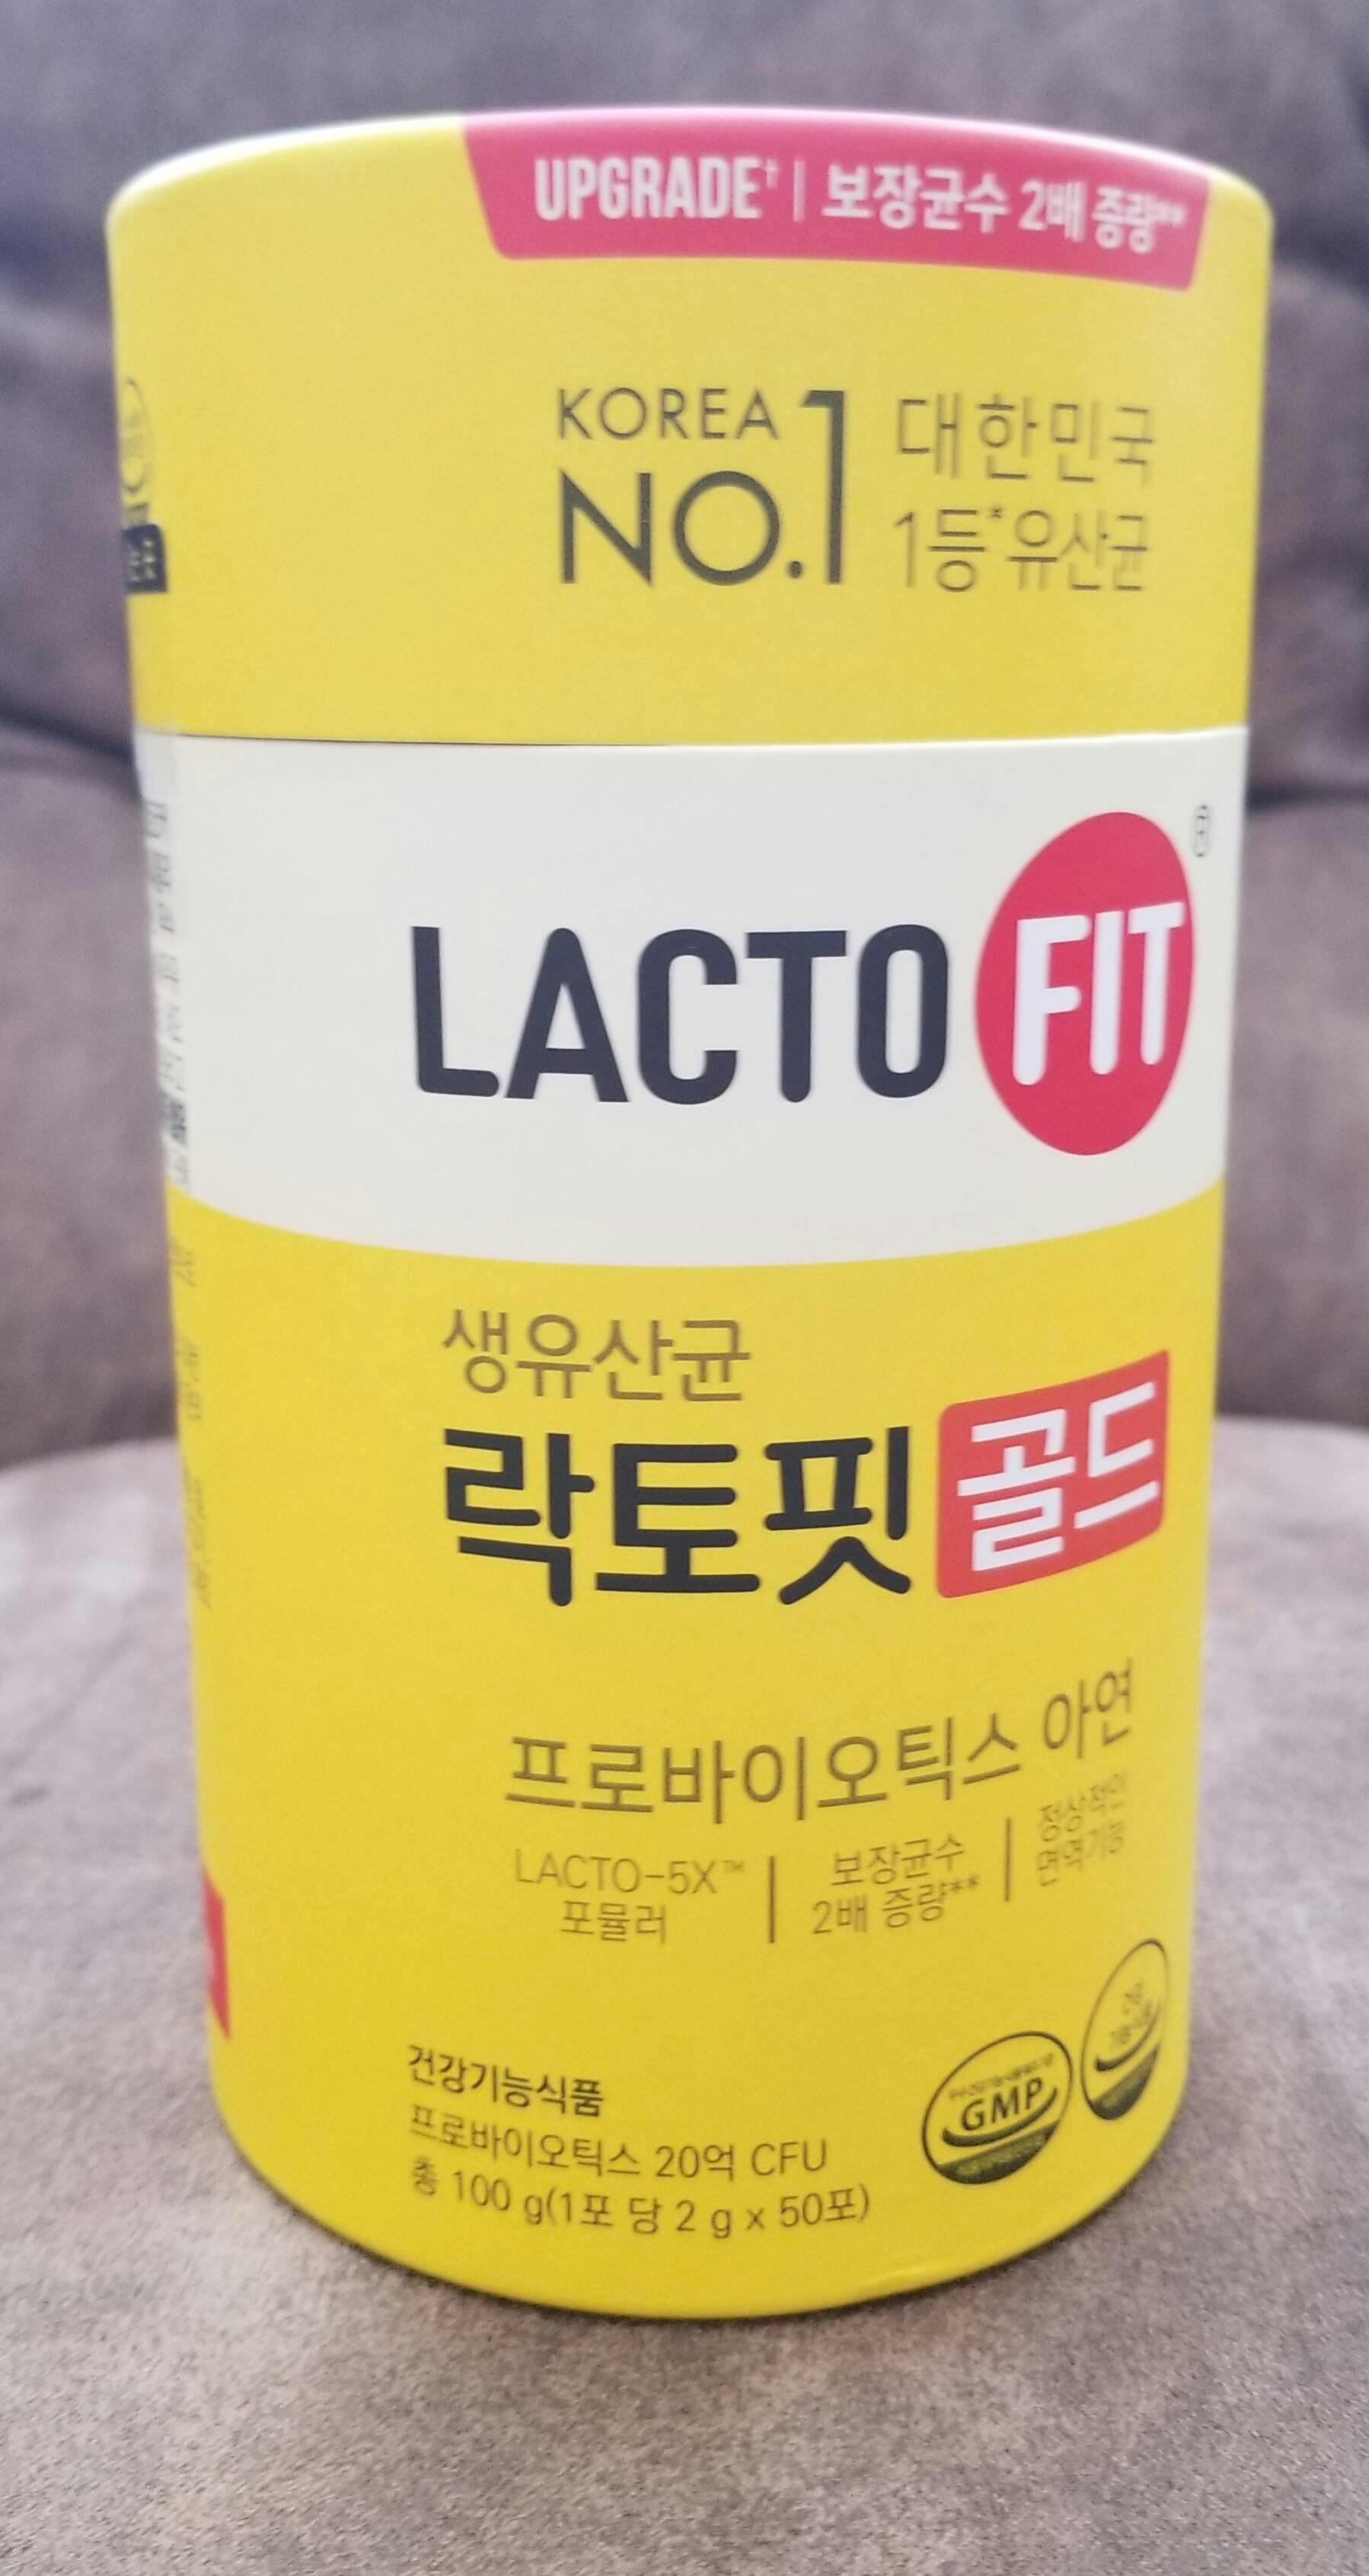 UPGRADE† | 보장균수 2배 증량**
KOREA
NO.1
대한민국
1등*유산균
LACTO FIT®
생유산균
락토핏 골드
프로바이오틱스 아연
LACTO-5X™
포뮬러
보장균수
2배 증량**
정상적인
면역기능
건강기능식품
프로바이오틱스 20억 CFU
총 100 g(1포 당 2 g x 50포)
GMP